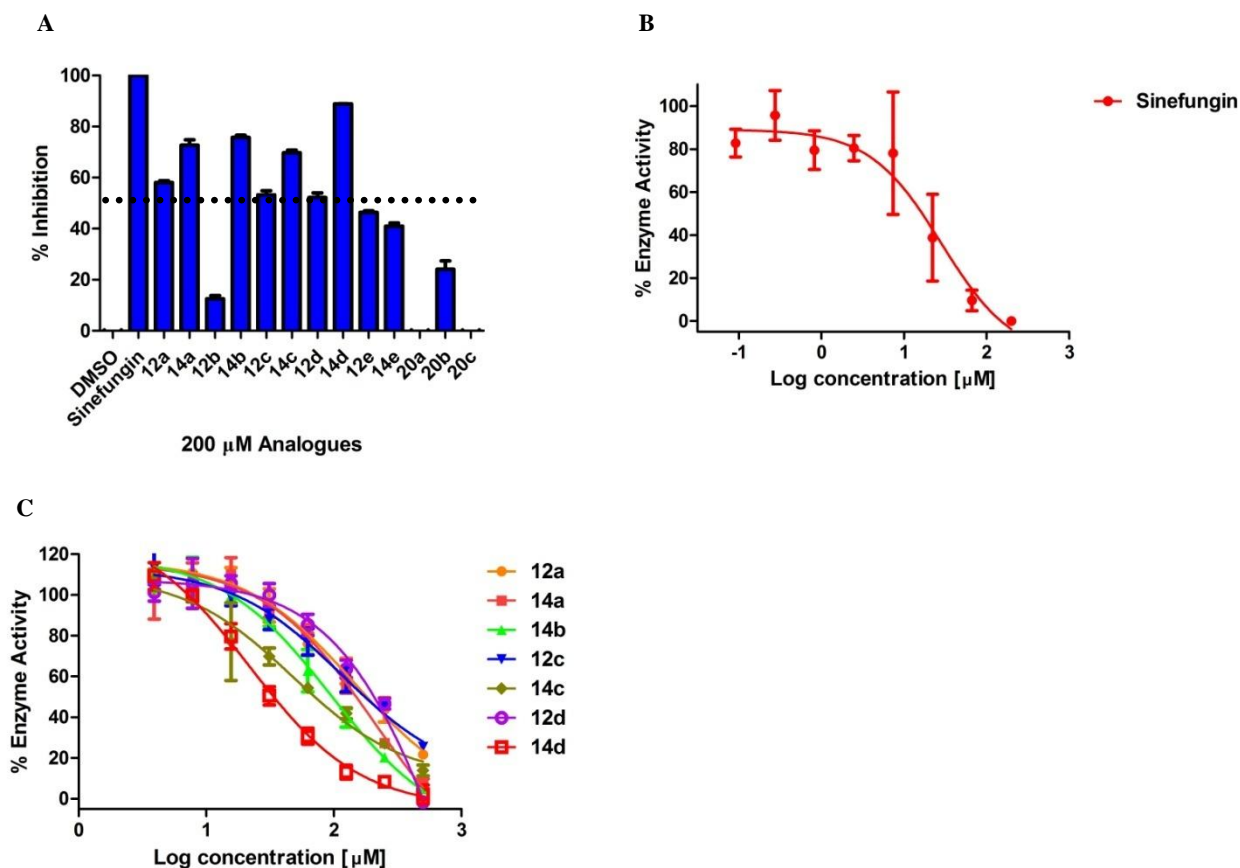 A
% Inhibition
100
80
60
40
20
0
DMSO
Sinefungin
12a
14a
12b
14b
12c
14c
12d
14d
12e
14e
20a
20b
20c
200 µM Analogues
B
% Enzyme Activity
100
80
60
40
20
0
-1
0
1
2
3
Log concentration [µM]
Sinefungin
C
% Enzyme Activity
120
100
80
60
40
20
0
1
2
3
Log concentration [µM]
12a
14a
14b
12c
14c
12d
14d